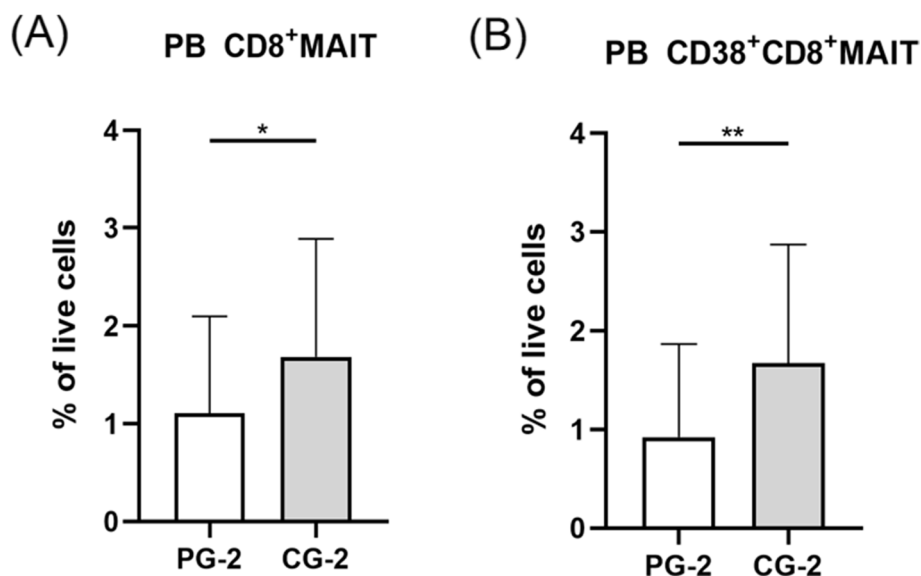 (A) PB CD8⁺MAIT
*
4
3
2
1
0
% of live cells
PG-2 CG-2
(B) PB CD38⁺CD8⁺MAIT
**
4
3
2
1
0
% of live cells
PG-2 CG-2